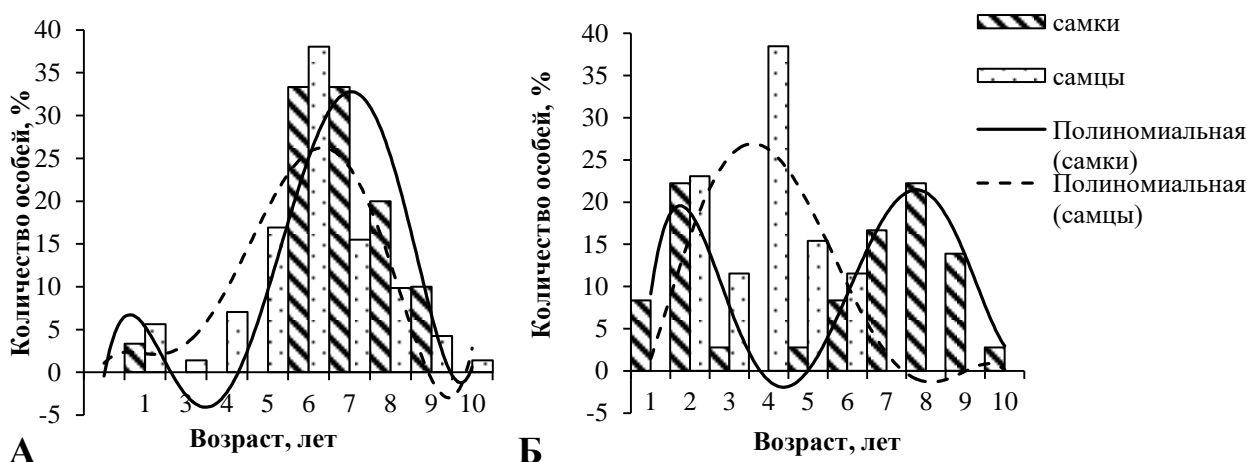 Количество особей, %
40
35
30
25
20
15
10
5
0
-5
1 3 4 5 6 7 8 9 10
Возраст, лет
А
Количество особей, %
40
35
30
25
20
15
10
5
0
-5
1 2 3 4 5 6 7 8 9 10
Возраст, лет
Б
самки
самцы
Полиномиальная
(самки)
Полиномиальная
(самцы)